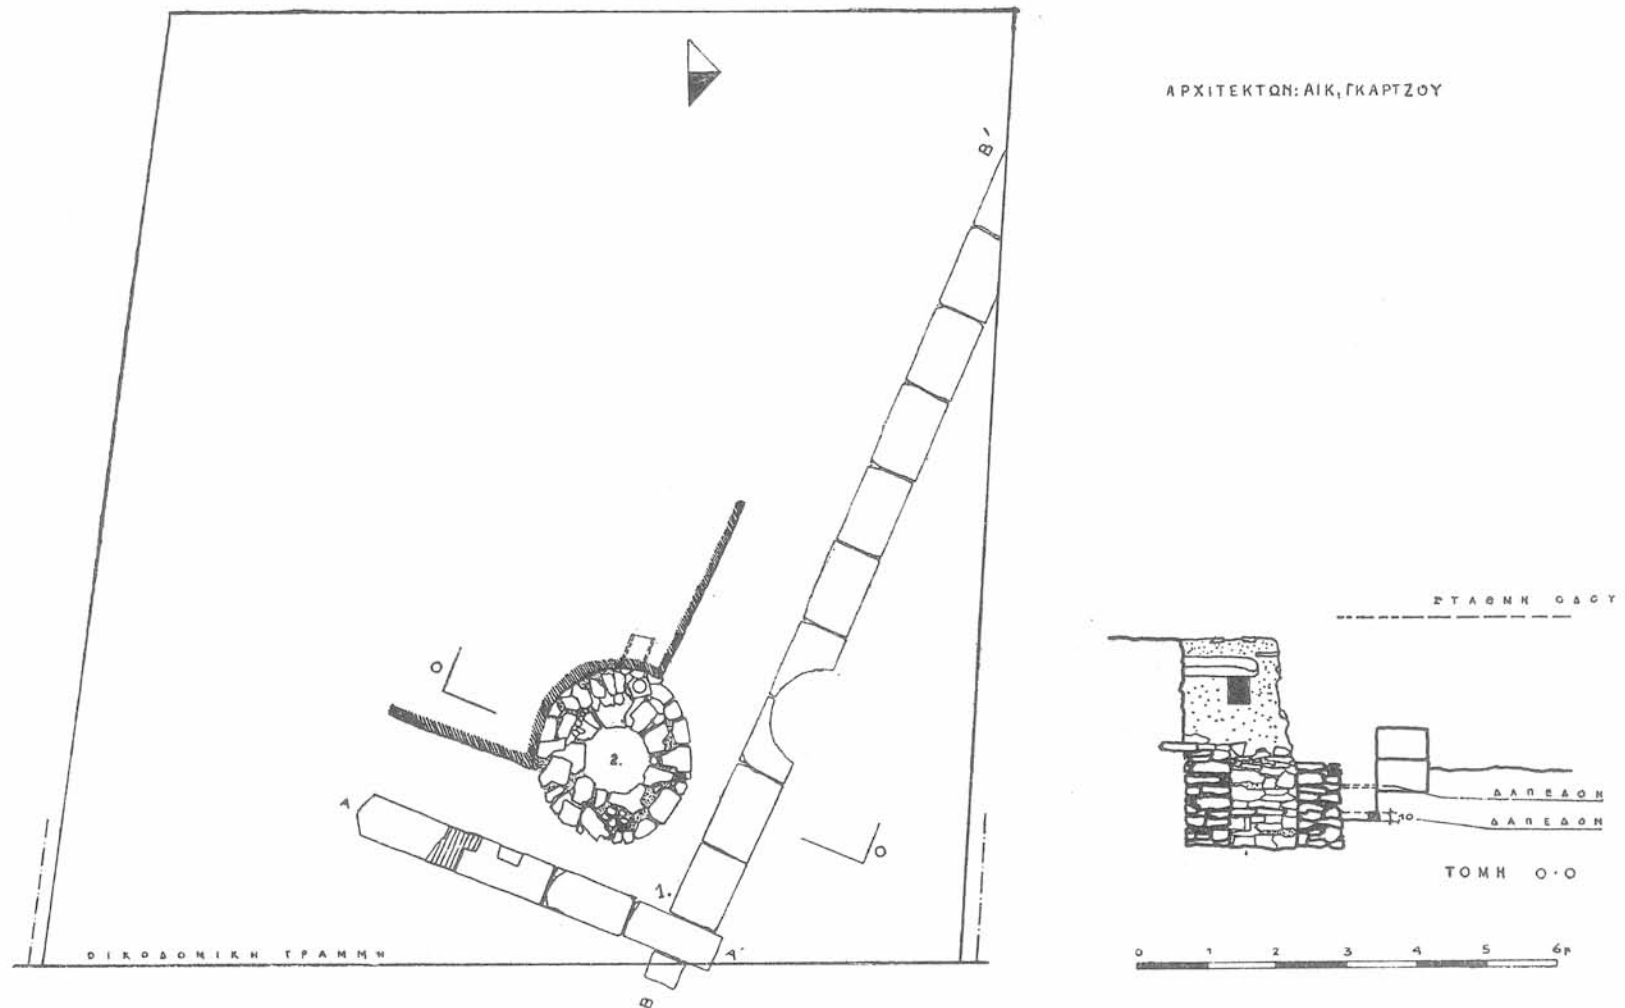 ΑΡΧΙΤΕΚΤΩΝ: ΑΙΚ, ΓΚΑΡΤΖΟΥ
Β'
ΣΤΑΘΜΗ ΟΔΟΥ
Ο
2.
ΔΑΠΕΔΟΝ
Α
10
ΔΑΠΕΔΟΝ
Ο
ΤΟΜΗ Ο·Ο
1.
ΟΙΚΟΔΟΜΙΚΗ ΓΡΑΜΜΗ
Α'
0 1 2 3 4 5 6μ
Β